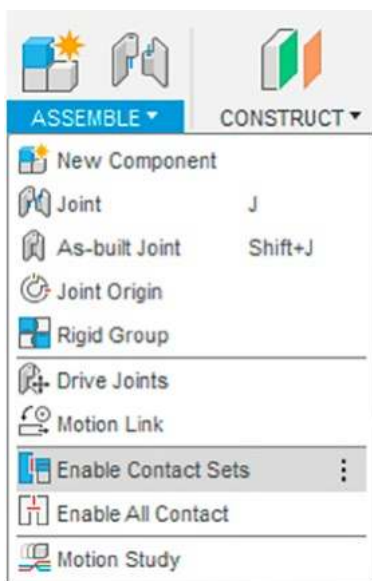 ASSEMBLE CONSTRUCT
New Component
Joint J
As-built Joint Shift+J
Joint Origin
Rigid Group
Drive Joints
Motion Link
Enable Contact Sets
Enable All Contact
Motion Study